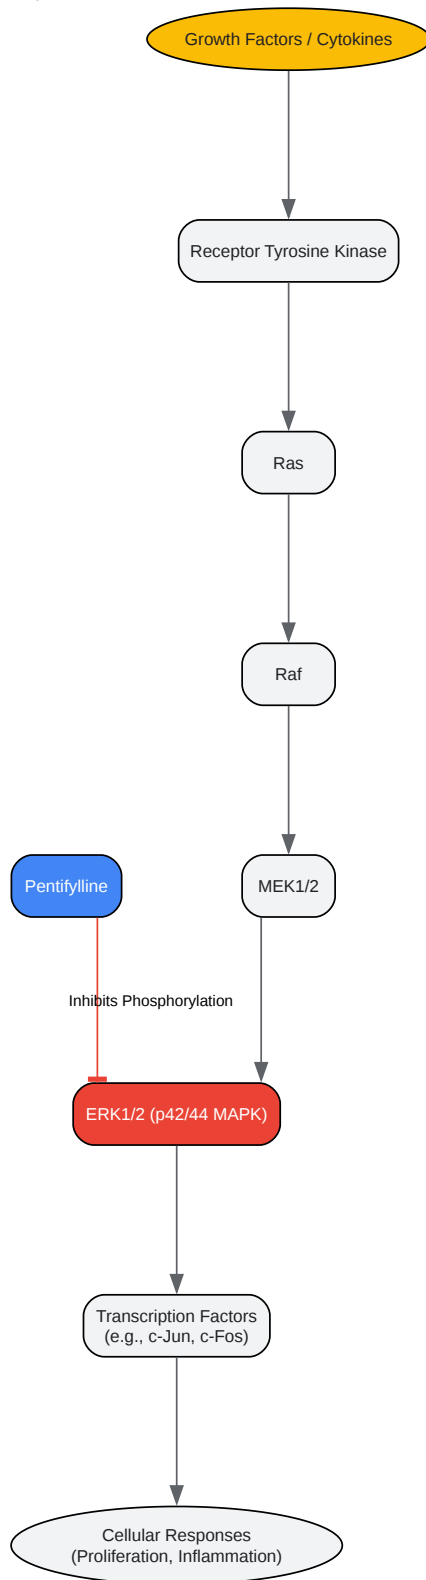 Growth Factors / Cytokines
Receptor Tyrosine Kinase
Ras
Raf
Pentifylline
MEK1/2
Inhibits Phosphorylation
ERK1/2 (p42/44 MAPK)
Transcription Factors
(e.g., c-Jun, c-Fos)
Cellular Responses
(Proliferation, Inflammation)